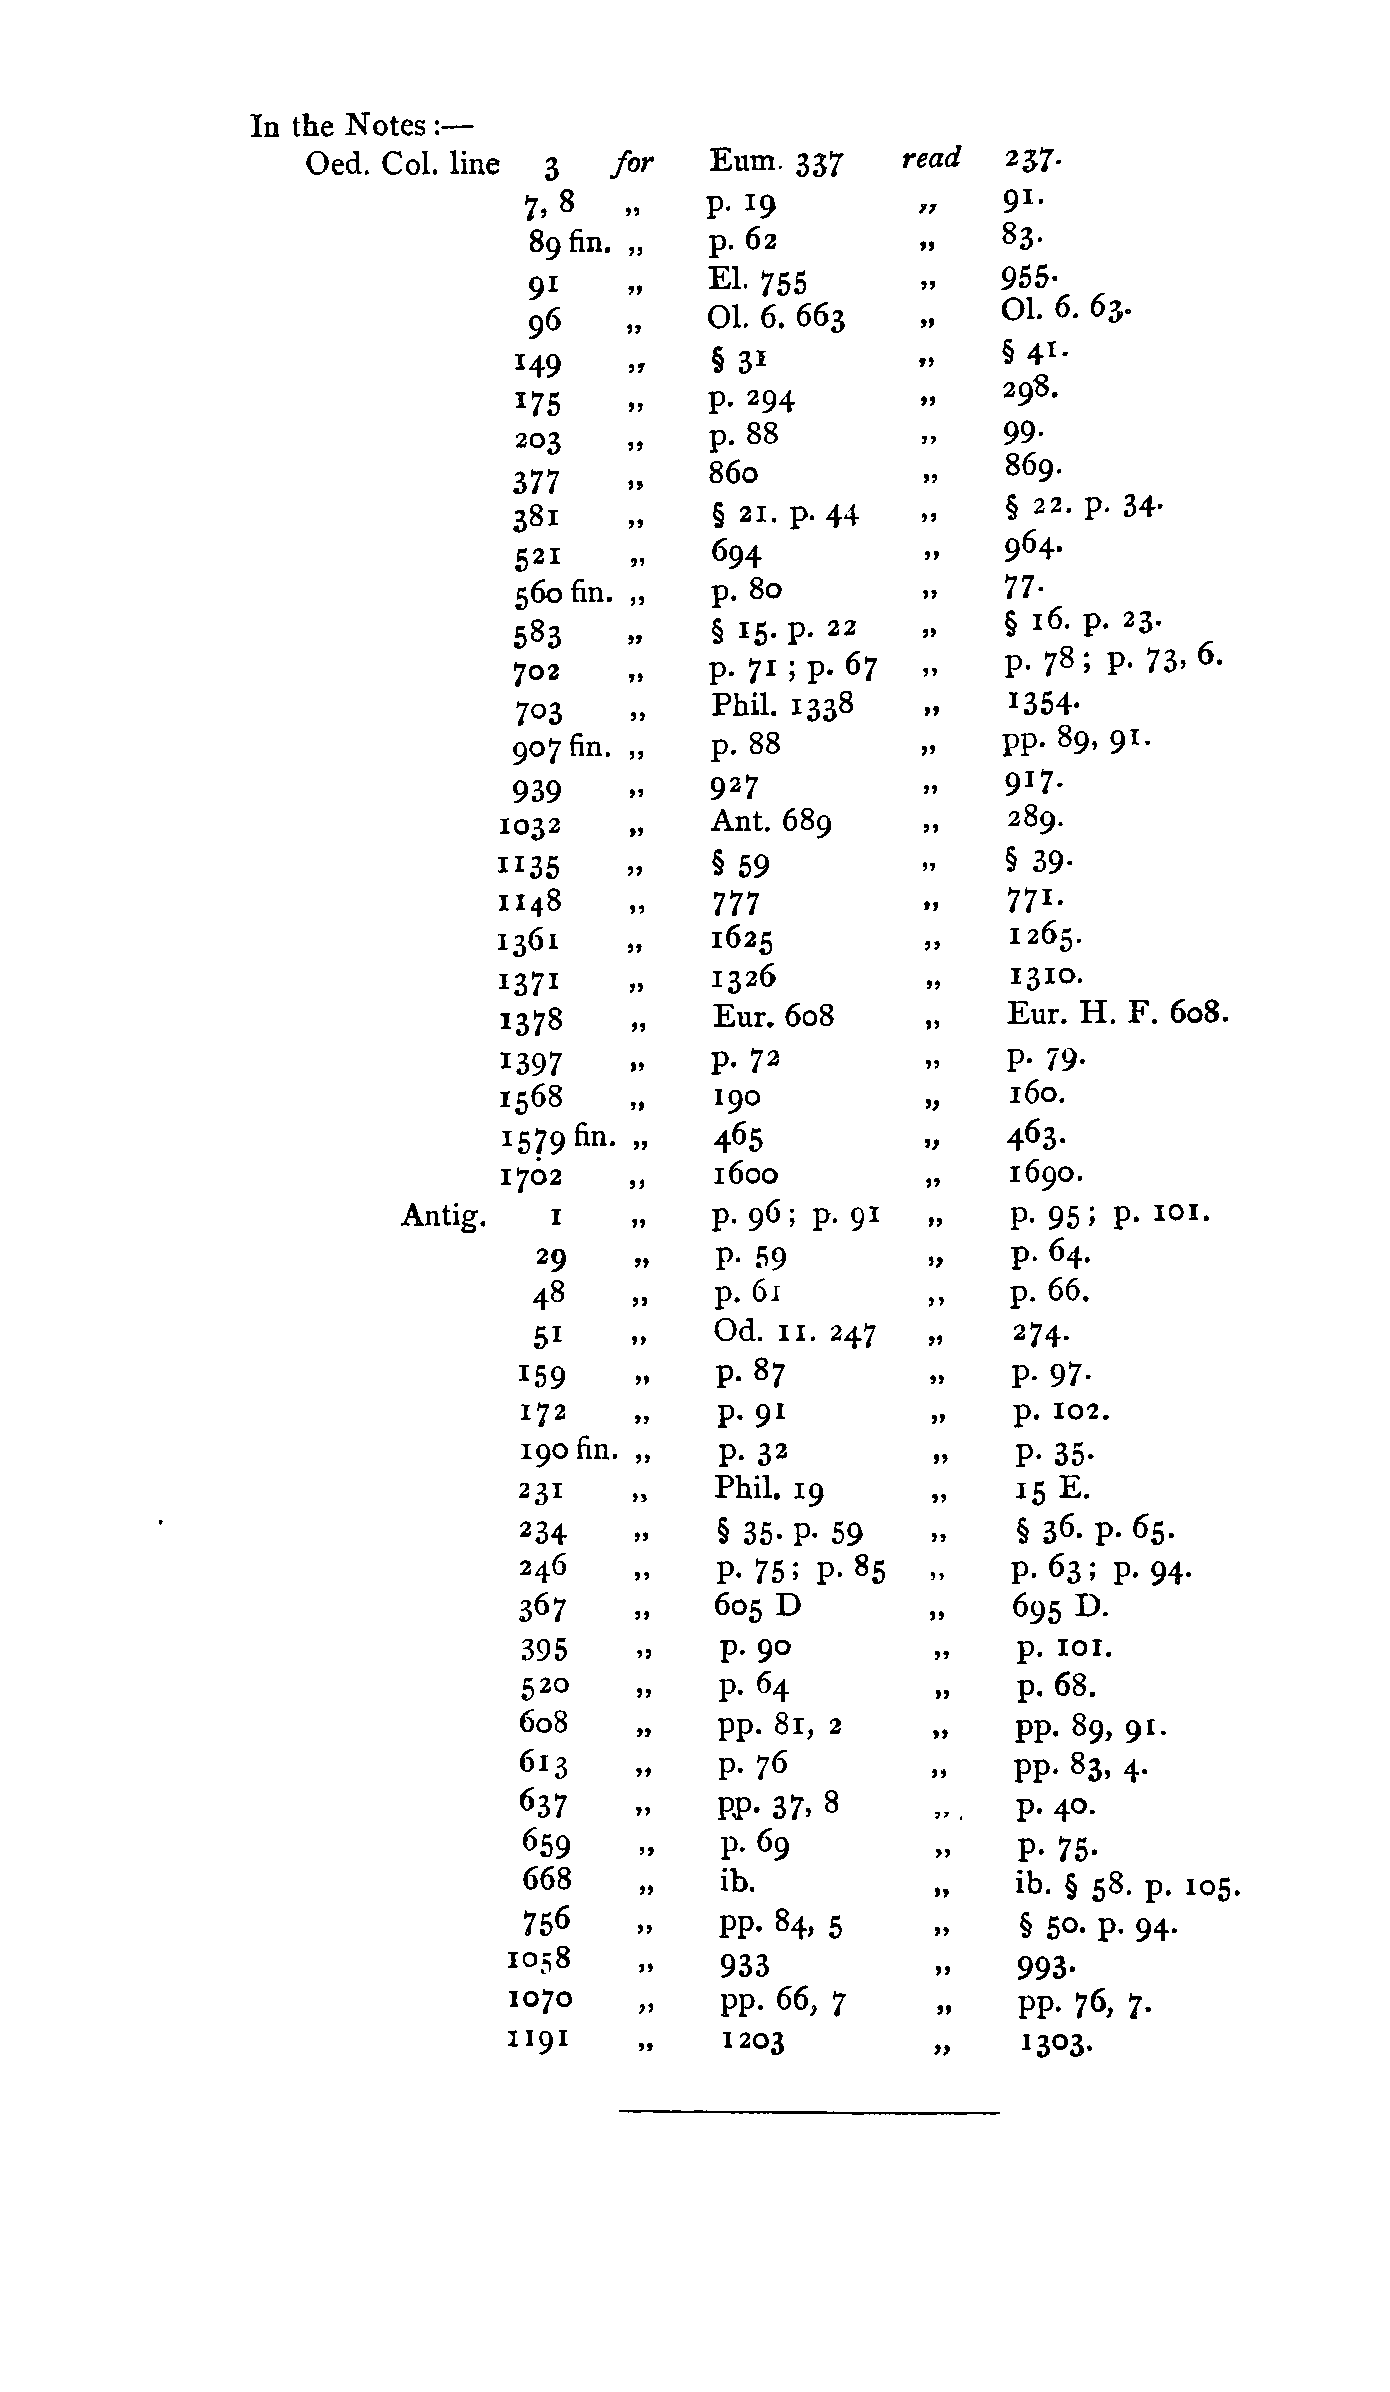 In the Notes :—
Oed. Col. line 3 for Eum. 337 read 237.
7, 8 „ p. 19 „ 91.
89 fin. „ p. 62 „ 83.
91 „ El. 755 „ 955.
96 „ Ol. 6. 663 „ Ol. 6. 63.
149 „ § 31 „ § 41.
175 „ p. 294 „ 298.
203 „ p. 88 „ 99.
377 „ 860 „ 869.
381 „ § 21. p. 44 „ § 22. p. 34.
521 „ 694 „ 964.
560 fin. „ p. 80 „ 77.
583 „ § 15. p. 22 „ § 16. p. 23.
702 „ p. 71 ; p. 67 „ p. 78 ; p. 73, 6.
703 „ Phil. 1338 „ 1354.
907 fin. „ p. 88 „ pp. 89, 91.
939 „ 927 „ 917.
1032 „ Ant. 689 „ 289.
1135 „ § 59 „ § 39.
1148 „ 777 „ 771.
1361 „ 1625 „ 1265.
1371 „ 1326 „ 1310.
1378 „ Eur. 608 „ Eur. H. F. 608.
1397 „ p. 72 „ p. 79.
1568 „ 190 „ 160.
1579 fin. „ 465 „ 463.
1702 „ 1600 „ 1690.
Antig. 1 „ p. 96 ; p. 91 „ p. 95 ; p. 101.
29 „ p. 59 „ p. 64.
48 „ p. 61 „ p. 66.
51 „ Od. 11. 247 „ 274.
159 „ p. 87 „ p. 97.
172 „ p. 91 „ p. 102.
190 fin. „ p. 32 „ p. 35.
231 „ Phil. 19 „ 15 E.
234 „ § 35. p. 59 „ § 36. p. 65.
246 „ p. 75 ; p. 85 „ p. 63 ; p. 94.
367 „ 605 D „ 695 D.
395 „ p. 90 „ p. 101.
520 „ p. 64 „ p. 68.
608 „ pp. 81, 2 „ pp. 89, 91.
613 „ p. 76 „ pp. 83, 4.
637 „ pp. 37, 8 „ p. 40.
659 „ p. 69 „ p. 75.
668 „ ib. „ ib. § 58. p. 105.
756 „ pp. 84, 5 „ § 50. p. 94.
1058 „ 933 „ 993.
1070 „ pp. 66, 7 „ pp. 76, 7.
1191 „ 1203 „ 1303.